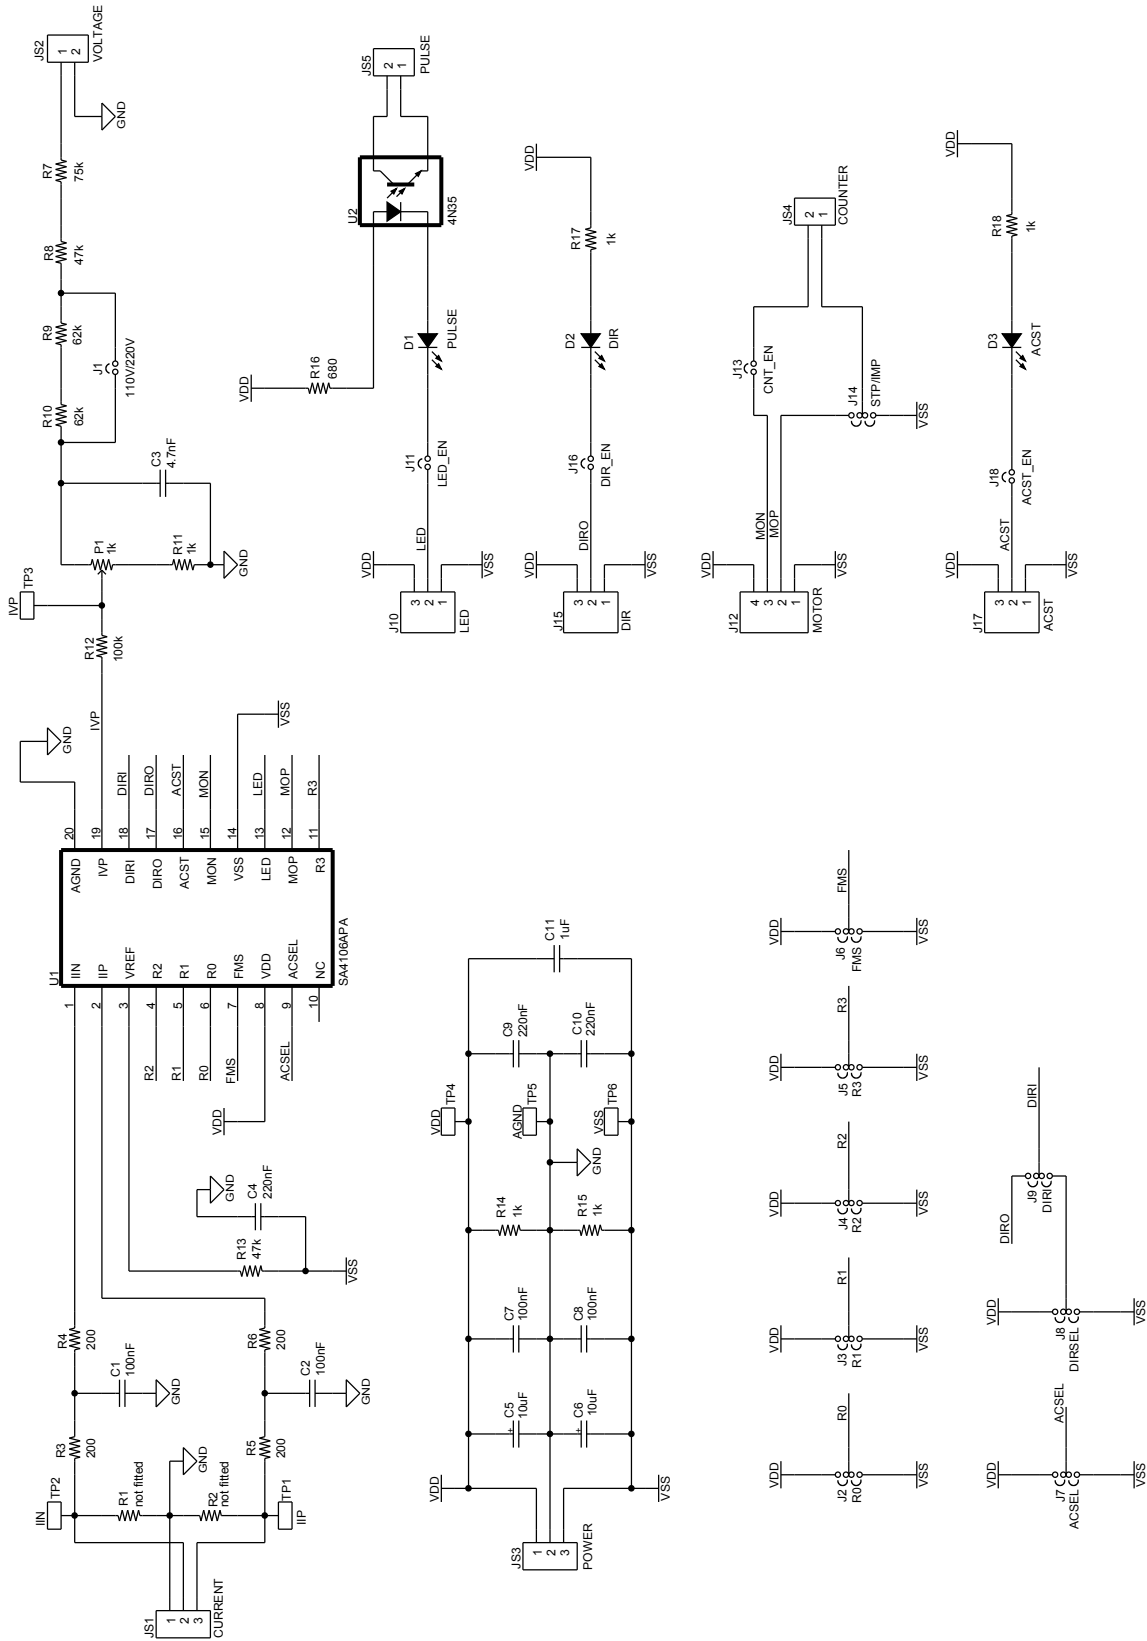 JS1
1
2
3
CURRENT
IIN
TP2
R1
not fitted
R2
not fitted
TP1
IIP
GND
R3
200
R5
200
C1
100nF
GND
C2
100nF
GND
R4
200
R6
200
R13
47k
C4
220nF
GND
VSS
VDD
R2
R1
R0
FMS
ACSEL
1
2
3
4
5
6
7
8
9
10
U1
IIN
IIP
VREF
R2
R1
R0
FMS
VDD
ACSEL
NC
AGND
IVP
DIRI
DIRO
ACST
MON
VSS
LED
MOP
R3
SA4106APA
20
19
18
17
16
15
14
13
12
11
DIRI
DIRO
ACST
MON
LED
MOP
R3
GND
VSS
IVP
R12
100k
IVP
TP3
P1
1k
R11
1k
GND
C3
4.7nF
R10
62k
R9
62k
J1
110V/220V
R8
47k
R7
75k
GND
JS2
1
2
VOLTAGE
JS3
1
2
3
POWER
VDD
VSS
C5
+
10uF
C6
+
10uF
C7
100nF
C8
100nF
R14
1k
R15
1k
GND
VDD
TP4
AGND
TP5
VSS
TP6
C9
220nF
C10
220nF
C11
1uF
J10
3
2
1
LED
VDD
VSS
LED
J11
LED_EN
D1
PULSE
VDD
R16
680
U2
4N35
JS5
2
1
PULSE
J15
3
2
1
DIR
VDD
VSS
DIRO
J16
DIR_EN
D2
DIR
R17
1k
VDD
J12
4
3
2
1
MOTOR
VDD
VSS
MON
MOP
J13
CNT_EN
J14
STP/IMP
VSS
JS4
2
1
COUNTER
J17
3
2
1
ACST
VDD
VSS
ACST
J18
ACST_EN
D3
ACST
R18
1k
VDD
VDD
J2
R0
R0
VSS
VDD
J3
R1
R1
VSS
VDD
J4
R2
R2
VSS
VDD
J5
R3
R3
VSS
VDD
J6
FMS
FMS
VSS
VDD
J7
ACSEL
ACSEL
VSS
VDD
J8
DIRSEL
VSS
DIRO
J9
DIRI
DIRI